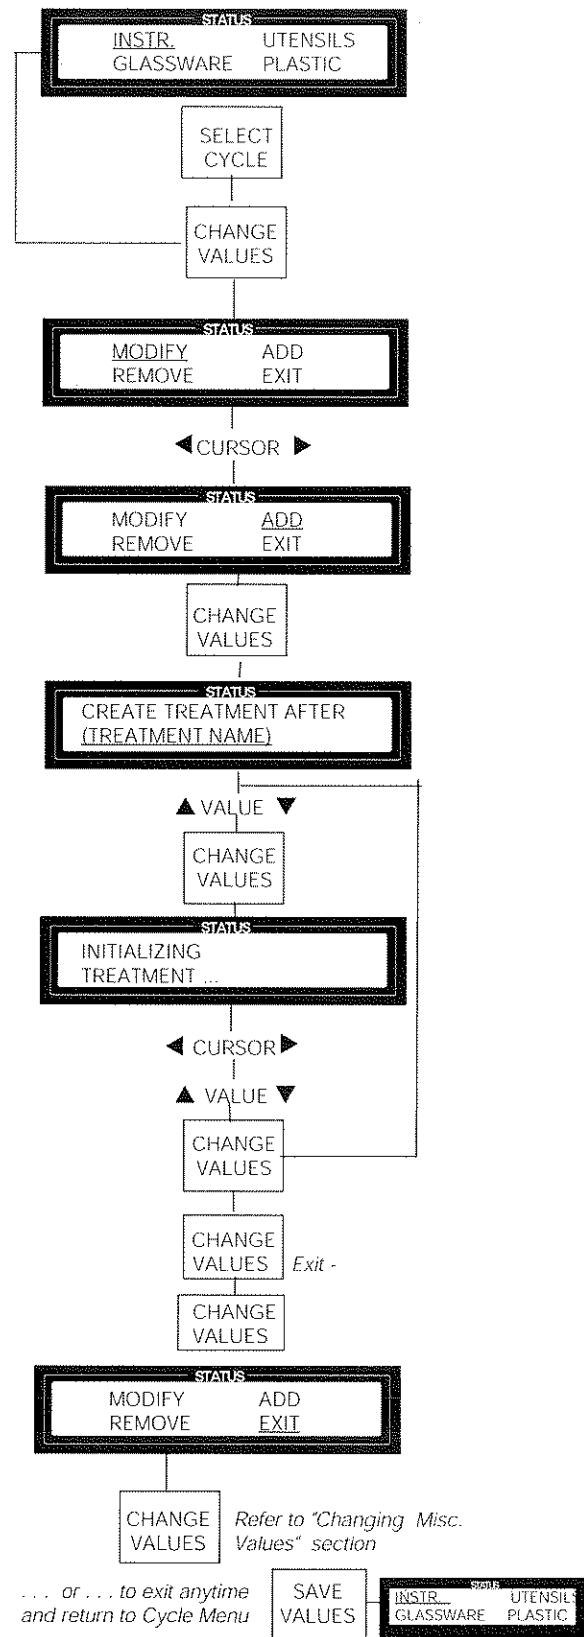 STATUS
INSTR. UTENSILS
GLASSWARE PLASTIC
SELECT
CYCLE
CHANGE
VALUES
STATUS
MODIFY ADD
REMOVE EXIT
CURSOR
STATUS
MODIFY ADD
REMOVE EXIT
CHANGE
VALUES
STATUS
CREATE TREATMENT AFTER
(TREATMENT NAME)
VALUE
CHANGE
VALUES
STATUS
INITIALIZING
TREATMENT ...
CURSOR
VALUE
CHANGE
VALUES
CHANGE
VALUES Exit -
CHANGE
VALUES
STATUS
MODIFY ADD
REMOVE EXIT
CHANGE
VALUES
Refer to "Changing Misc.
Values" section
. . . or . . . to exit anytime
and return to Cycle Menu
SAVE
VALUES
STATUS
INSTR. UTENSILS
GLASSWARE PLASTIC